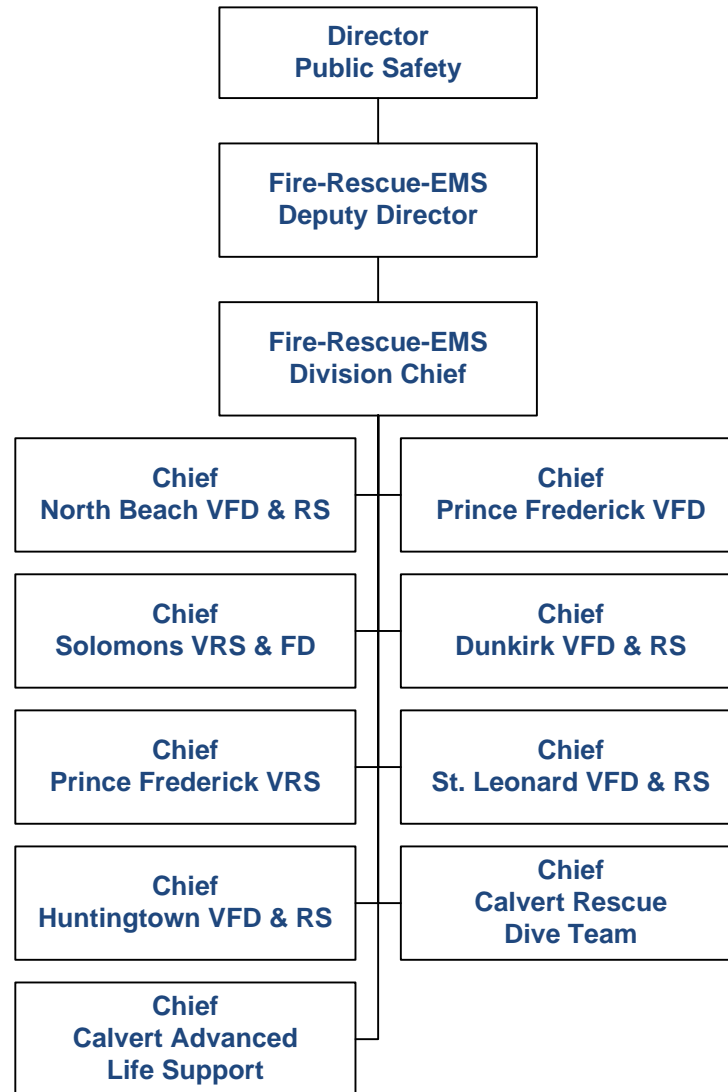 Director
Public Safety
Fire-Rescue-EMS
Deputy Director
Fire-Rescue-EMS
Division Chief
Chief
North Beach VFD & RS
Chief
Prince Frederick VFD
Chief
Solomons VRS & FD
Chief
Dunkirk VFD & RS
Chief
Prince Frederick VRS
Chief
St. Leonard VFD & RS
Chief
Huntingtown VFD & RS
Chief
Calvert Rescue
Dive Team
Chief
Calvert Advanced
Life Support